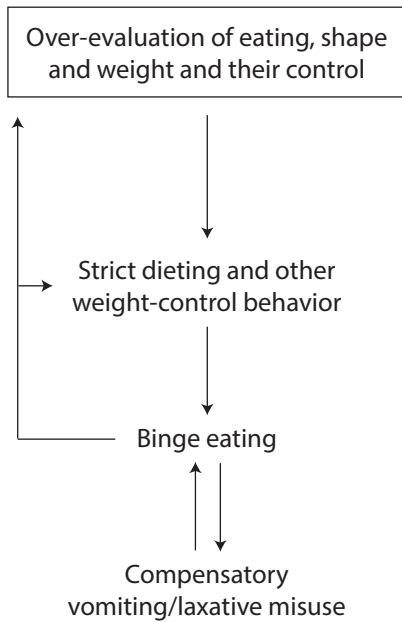 Over-evaluation of eating, shape
and weight and their control
Strict dieting and other
weight-control behavior
Binge eating
Compensatory
vomiting/laxative misuse